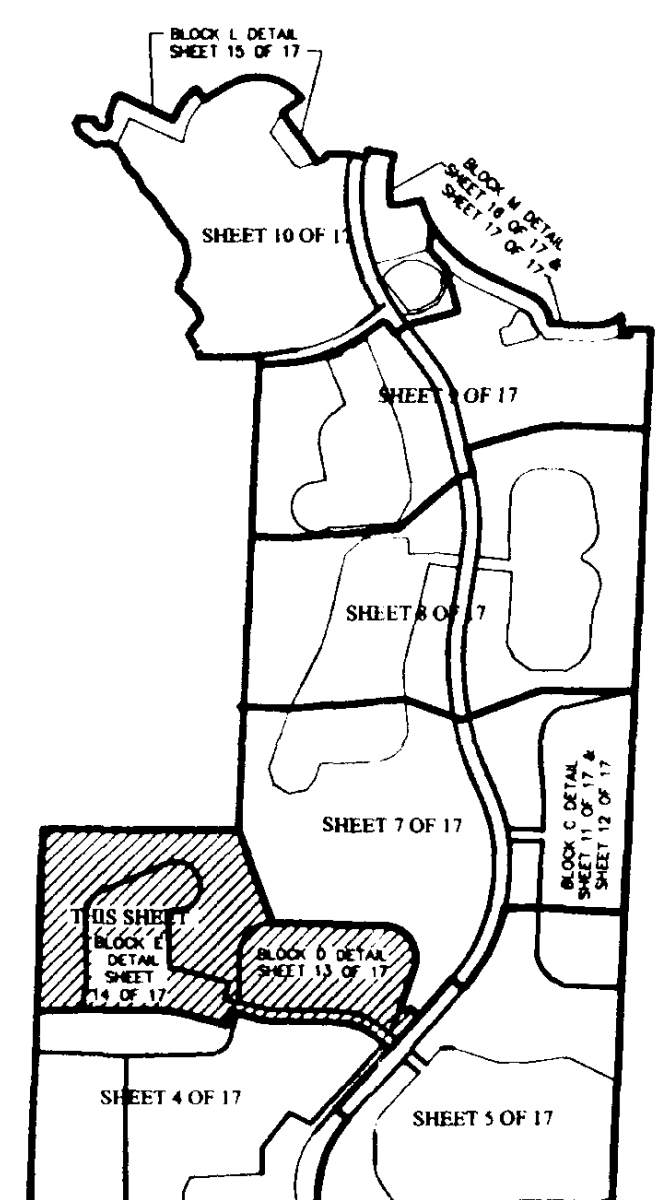 BLOCK L DETAIL
SHEET 15 OF 17
BLOCK M DETAIL
SHEET 16 OF 17 &
SHEET 17 OF 17
SHEET 10 OF 17
SHEET 9 OF 17
SHEET 8 OF 17
BLOCK C DETAIL
SHEET 11 OF 17 &
SHEET 12 OF 17
SHEET 7 OF 17
THIS SHEET
BLOCK E
DETAIL
SHEET
14 OF 17
BLOCK D DETAIL
SHEET 13 OF 17
SHEET 4 OF 17
SHEET 5 OF 17